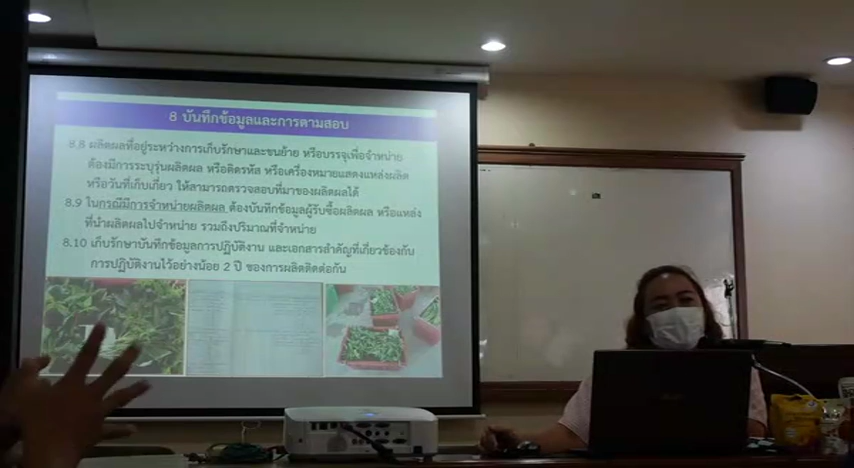 8 บันทึกข้อมูลและการตามสอบ
8.8 ผลิตผลที่อยู่ระหว่างการเก็บรักษาและขนย้าย หรือบรรจุเพื่อจำหน่าย
ต้องมีการระบุรุ่นผลิตผล หรือติดรหัส หรือเครื่องหมายแสดงแหล่งผลิต
หรือวันที่เก็บเกี่ยว ให้สามารถตรวจสอบที่มาของผลิตผลได้
8.9 ในกรณีมีการจำหน่ายผลิตผล ต้องบันทึกข้อมูลผู้รับซื้อผลิตผล หรือแหล่ง
ที่นำผลิตผลไปจำหน่าย รวมถึงปริมาณที่จำหน่าย
8.10 เก็บรักษาบันทึกข้อมูลการปฏิบัติงาน และเอกสารสำคัญที่เกี่ยวข้องกับ
การปฏิบัติงานไว้อย่างน้อย 2 ปี ของการผลิตติดต่อกัน